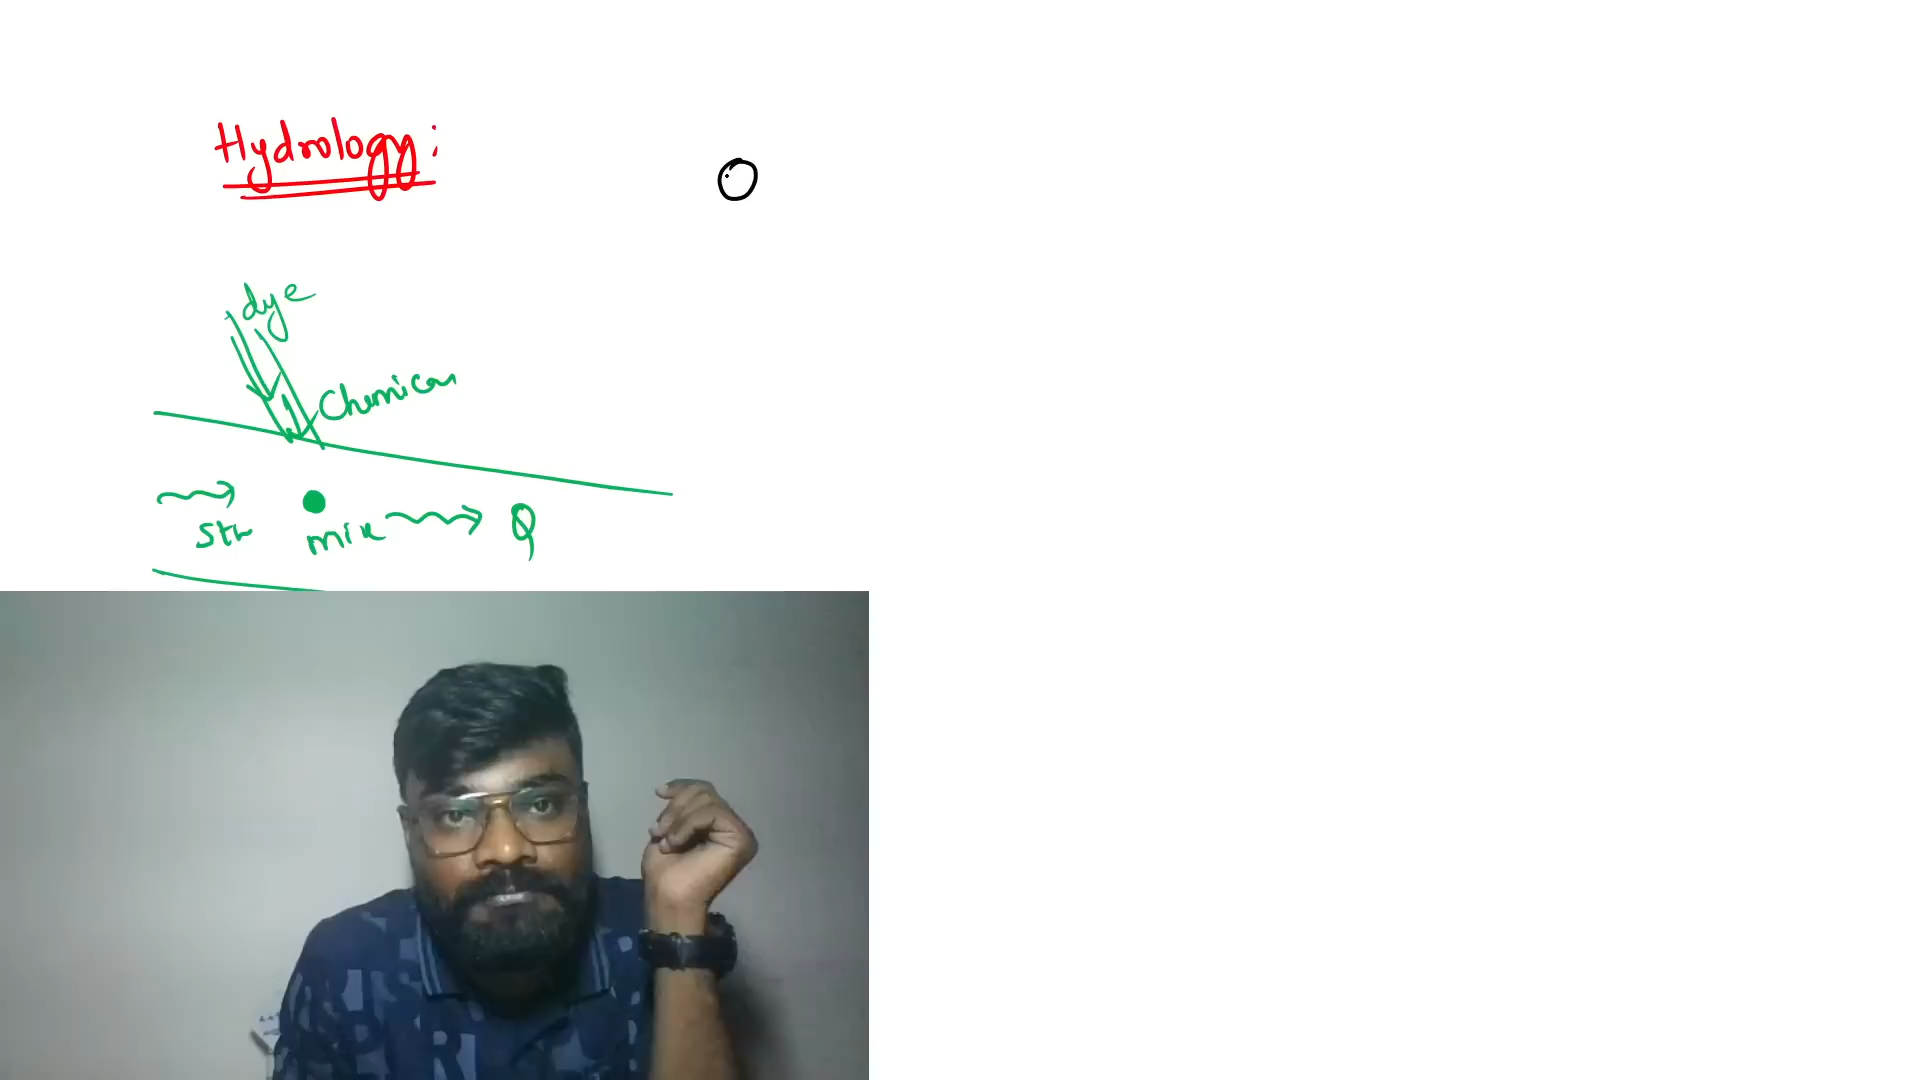 Hydrology:
dye
Chemical
Str
mix
Q